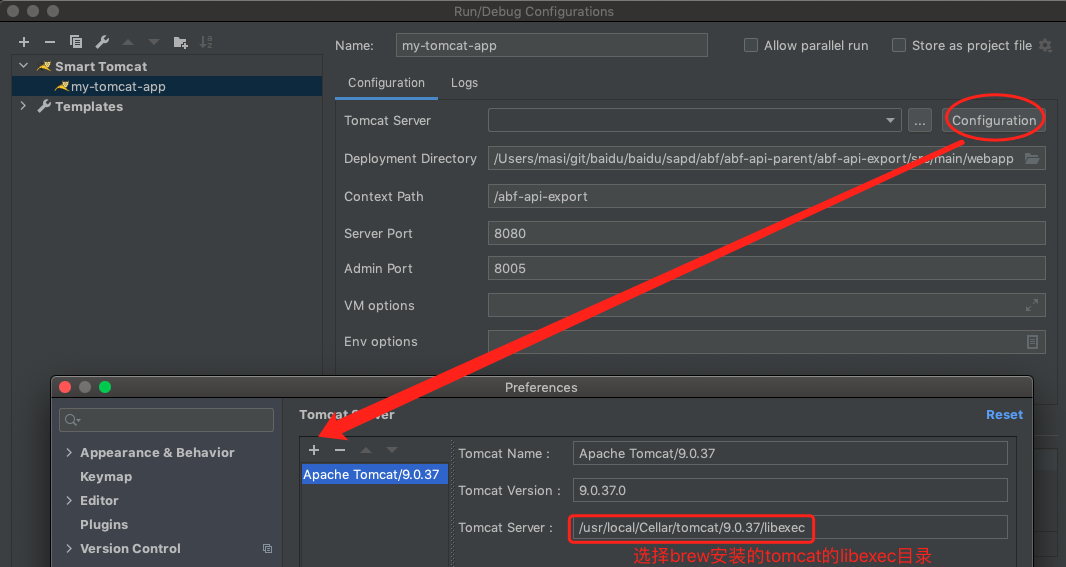 Run/Debug Configurations
Name: my-tomcat-app Allow parallel run Store as project file
Smart Tomcat
my-tomcat-app
Templates
Configuration Logs
Tomcat Server ... Configuration
Deployment Directory /Users/masi/git/baidu/baidu/sapd/abf/abf-api-parent/abf-api-export/src/main/webapp
Context Path /abf-api-export
Server Port 8080
Admin Port 8005
VM options
Env options
Preferences
Tomcat Server Reset
Appearance & Behavior
Keymap
Editor
Plugins
Version Control
Apache Tomcat/9.0.37
Tomcat Name : Apache Tomcat/9.0.37
Tomcat Version : 9.0.37.0
Tomcat Server : /usr/local/Cellar/tomcat/9.0.37/libexec
选择brew安装的tomcat的libexec目录